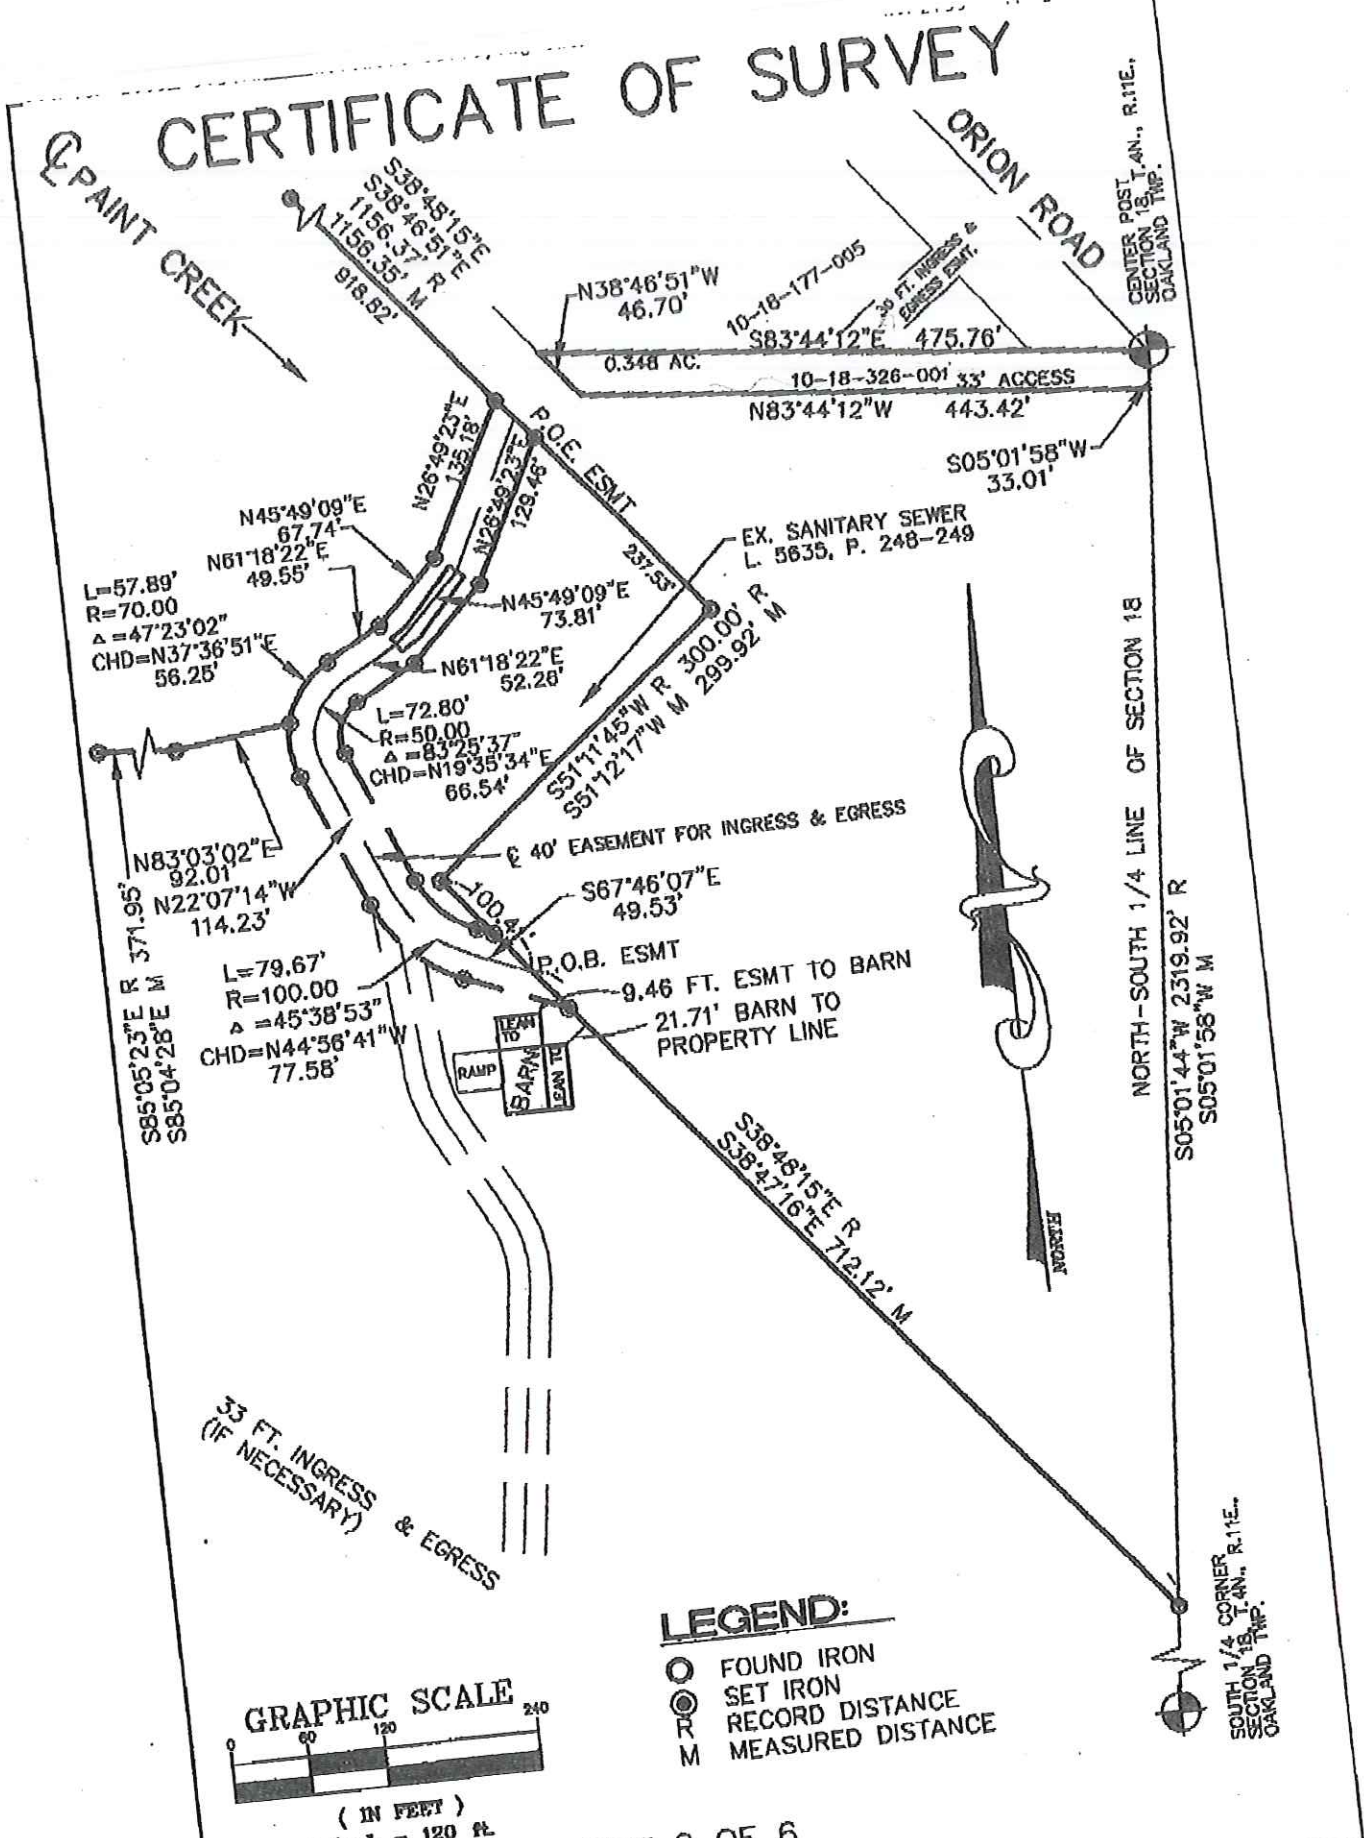 CERTIFICATE OF SURVEY
℄ PAINT CREEK
ORION ROAD
CENTER POST
SECTION 18, T.4N., R.11E.,
OAKLAND TWP.
S38°48'15"E
S38°46'51"E
1156.37' R
1156.35' M
918.82'
N38°46'51"W
46.70'
10-18-177-005
30 FT. INGRESS &
EGRESS ESMT.
S83°44'12"E 475.76'
0.348 AC.
10-18-326-001 33' ACCESS
N83°44'12"W 443.42'
S05°01'58"W
33.01'
N26°49'23"E
135.18'
P.O.E. ESMT
N26°49'23"E
129.46'
237.53'
EX. SANITARY SEWER
L. 5635, P. 248-249
N45°49'09"E
67.74'
N61°18'22"E
49.55'
L=57.89'
R=70.00
Δ=47°23'02"
CHD=N37°36'51"E
56.25'
N45°49'09"E
73.81'
N61°18'22"E
52.28'
L=72.80'
R=50.00
Δ=83°25'37"
CHD=N19°35'34"E
66.54'
S51°11'45"W R 300.00' R
S51°12'17"W M 299.92' M
℄ 40' EASEMENT FOR INGRESS & EGRESS
N83°03'02"E
92.01'
N22°07'14"W
114.23'
S85°05'23"E R 371.95'
S85°04'28"E M
S67°46'07"E
49.53'
P.O.B. ESMT
9.46 FT. ESMT TO BARN
21.71' BARN TO
PROPERTY LINE
L=79.67'
R=100.00
Δ=45°38'53"
CHD=N44°56'41"W
77.58'
LEAN
TO
RAMP
BARN
LEAN TO
S38°48'15"E R
S38°47'16"E 712.12' M
NORTH-SOUTH 1/4 LINE OF SECTION 18
S05°01'44"W 2319.92' R
S05°01'58"W M
NORTH
33 FT. INGRESS & EGRESS
(IF NECESSARY)
SOUTH 1/4 CORNER
SECTION 18, T.4N., R.11E.,
OAKLAND TWP.
LEGEND:
FOUND IRON
SET IRON
R RECORD DISTANCE
M MEASURED DISTANCE
GRAPHIC SCALE
0 60 120 240
( IN FEET )
= 120 ft.
OF 6